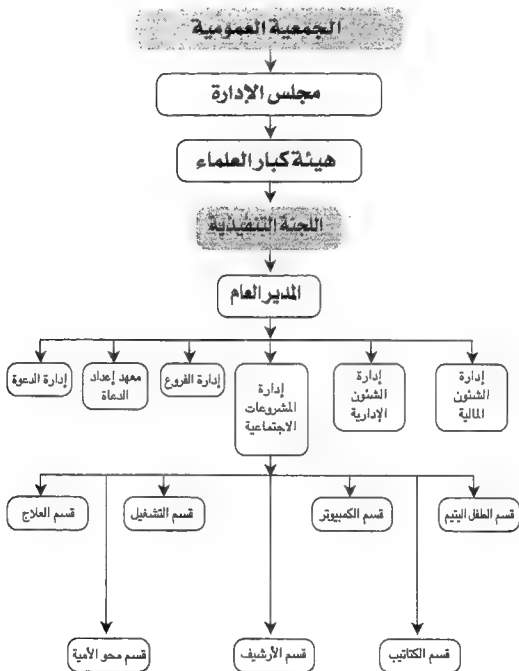 الجمعية العمومية
مجلس الإدارة
هيئة كبار العلماء
اللجنة التنفيذية
المدير العام
إدارة
الشئون
المالية
إدارة
الشئون
الإدارية
إدارة
المشروعات
الاجتماعية
إدارة الفروع
معهد إعداد
الدعاة
إدارة الدعوة
قسم الطفل اليتيم
قسم الكمبيوتر
قسم التشغيل
قسم العلاج
قسم الكتاتيب
قسم الأرشيف
قسم محو الأمية